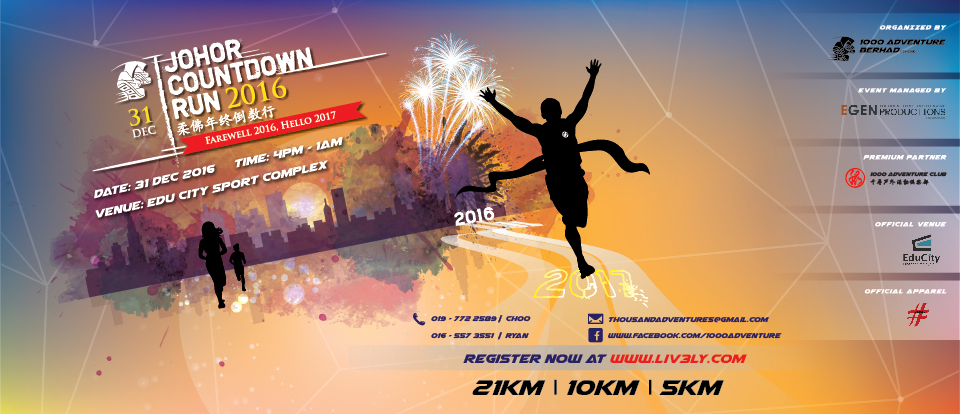 JOHOR
COUNTDOWN
RUN 2016
31
DEC
柔佛年终倒数行
FAREWELL 2016, HELLO 2017
DATE: 31 DEC 2016 TIME: 4PM - 1AM
VENUE: EDU CITY SPORT COMPLEX
2016
2017
019 - 772 2589 | CHOO
016 - 557 3551 | RYAN
THOUSANDADVENTURES@GMAIL.COM
WWW.FACEBOOK.COM/1000ADVENTURE
REGISTER NOW AT WWW.LIV3LY.COM
21KM | 10KM | 5KM
ORGANIZED BY
1000 ADVENTURE
BERHAD
EVENT MANAGED BY
EGEN PRODUCTIONS
PREMIUM PARTNER
1000 ADVENTURE CLUB
OFFICIAL VENUE
EduCity
OFFICIAL APPAREL